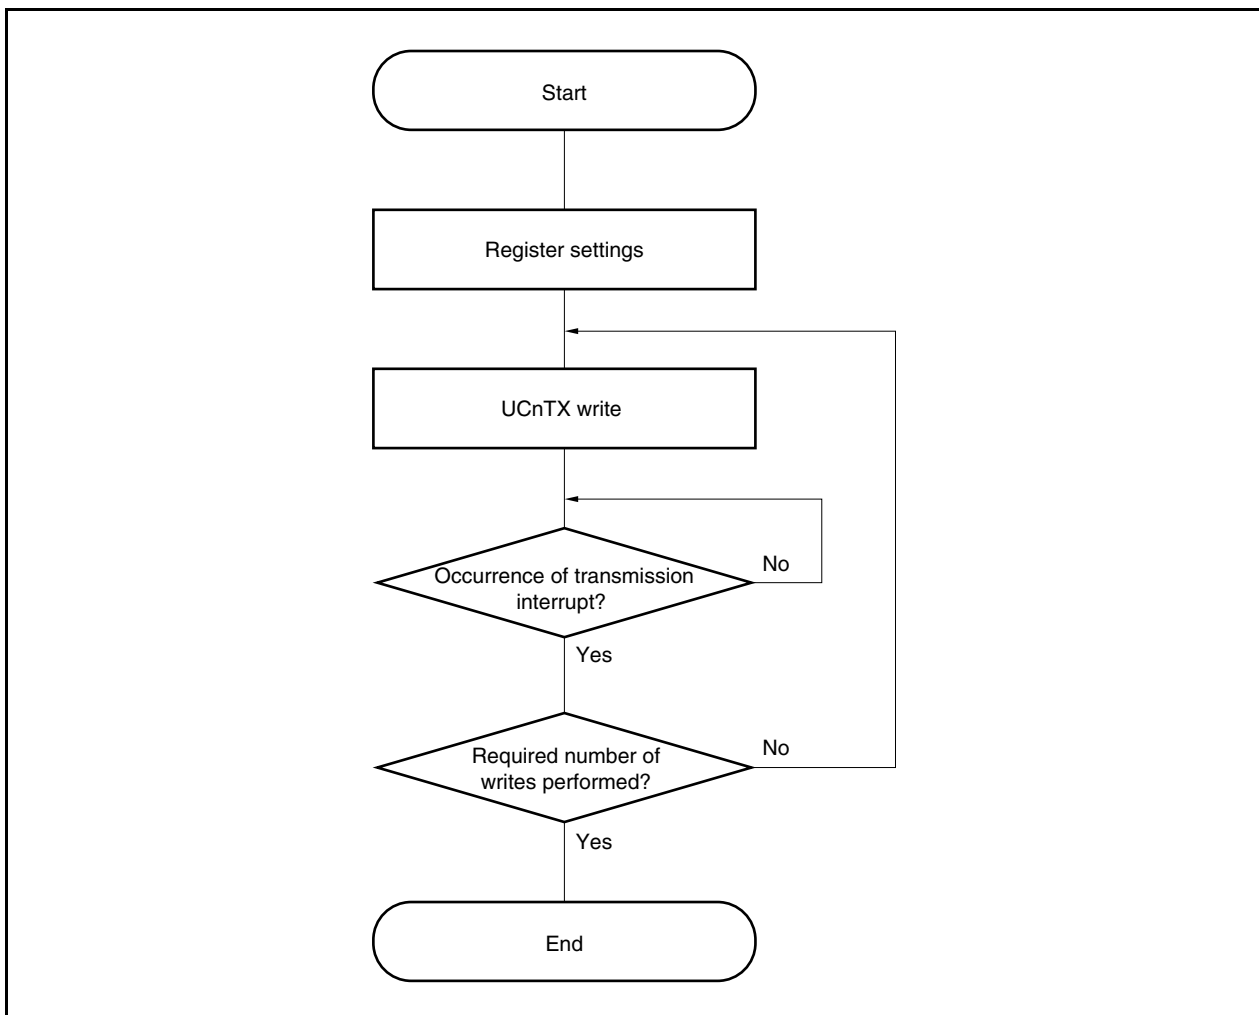 Start
Register settings
UCnTX write
Occurrence of transmission
interrupt?
No
Yes
Required number of
writes performed?
No
Yes
End